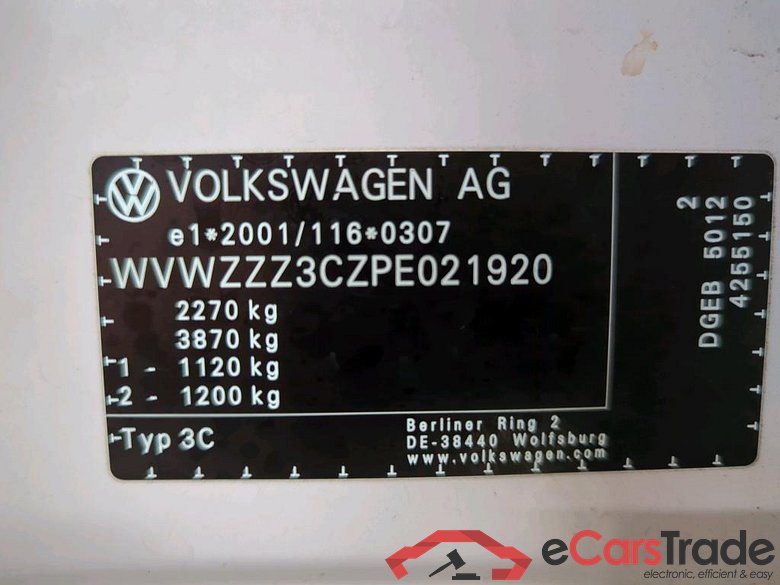 VOLKSWAGEN AG
e1*2001/116*0307
WVWZZZ3CZPE021920
2270 kg
3870 kg
1 - 1120 kg
2 - 1200 kg
Typ 3C
Berliner Ring 2
DE-38440 Wolfsburg
www.volkswagen.com
2
DGEB 5012
4255150
eCarsTrade
electronic, efficient & easy